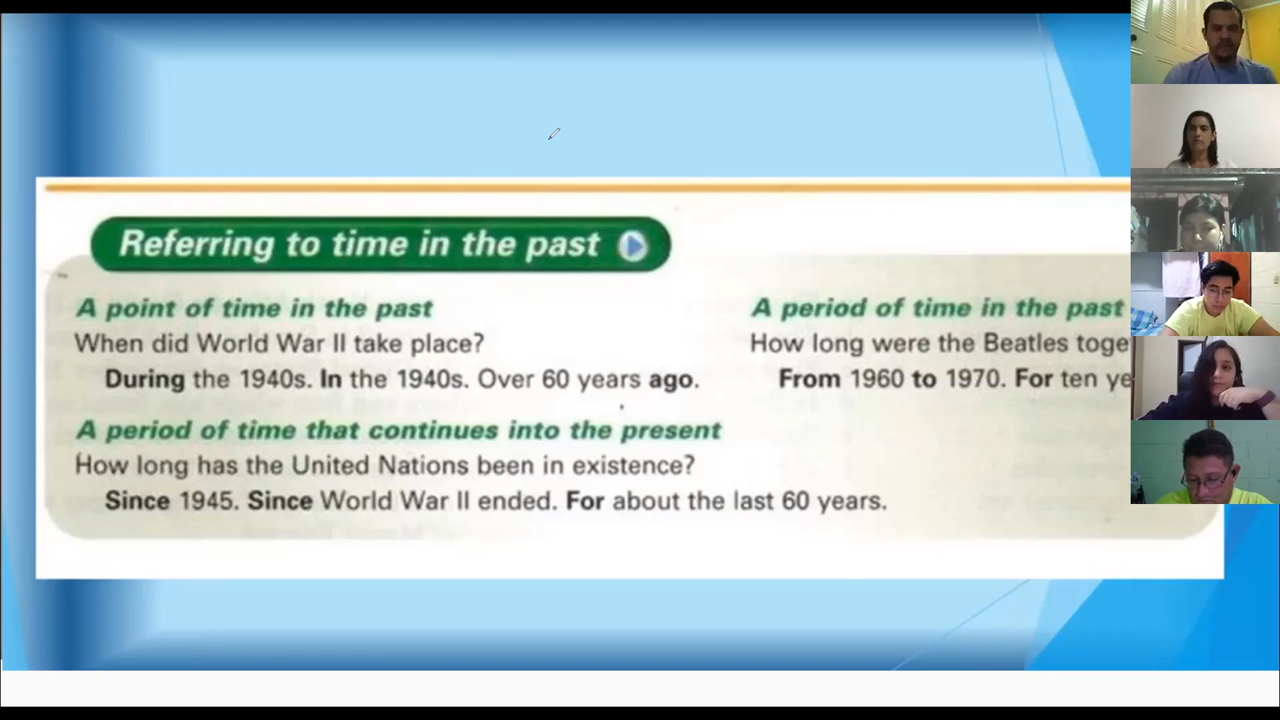 Referring to time in the past
A point of time in the past
When did World War II take place?
During the 1940s. In the 1940s. Over 60 years ago.
A period of time in the past
How long were the Beatles
From 1960 to 1970. For ten
A period of time that continues into the present
How long has the United Nations been in existence?
Since 1945. Since World War II ended. For about the last 60 years.